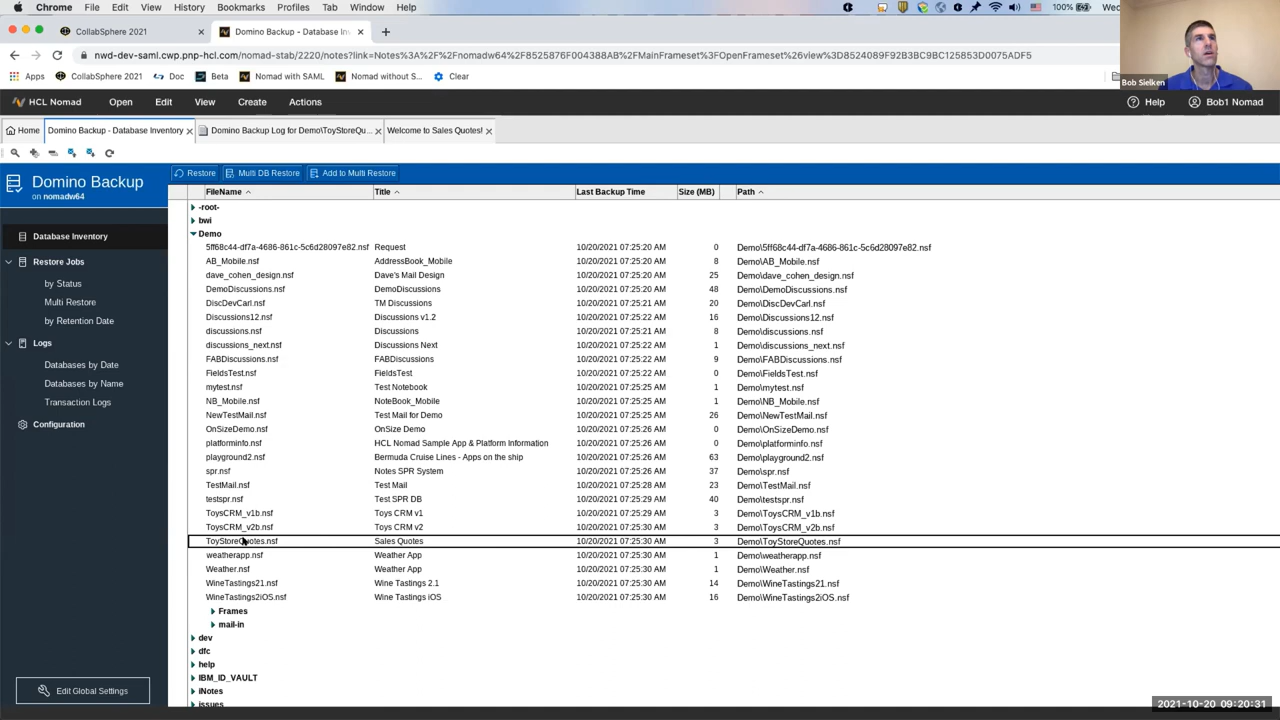 Chrome File Edit View History Bookmarks Profiles Tab Window Help 100% Wed
CollabSphere 2021 × Domino Backup - Database Inv × +
nwd-dev-saml.cwp.pnp-hcl.com/nomad-stab/2220/notes?link=Notes%3A%2F%2Fnomadw64%2F8525876F004388AB%2FMainFrameset%3FOpenFrameset%26view%3D8524089F92B3BC9BC125853D0075ADF5
Apps CollabSphere 2021 Doc Beta Nomad with SAML Nomad without S... Clear
Bob Sielken
HCL Nomad Open Edit View Create Actions Help Bob1 Nomad
Home Domino Backup - Database Inventory × Domino Backup Log for Demo\ToyStoreQu... × Welcome to Sales Quotes! ×
Domino Backup
on nomadw64
Database Inventory
Restore Jobs
by Status
Multi Restore
by Retention Date
Logs
Databases by Date
Databases by Name
Transaction Logs
Configuration
Edit Global Settings
Restore Multi DB Restore Add to Multi Restore
FileName Title Last Backup Time Size (MB) Path
-root-
bwi
Demo
5ff68c44-df7a-4686-861c-5c6d28097e82.nsf Request 10/20/2021 07:25:20 AM 0 Demo\5ff68c44-df7a-4686-861c-5c6d28097e82.nsf
AB_Mobile.nsf AddressBook_Mobile 10/20/2021 07:25:20 AM 8 Demo\AB_Mobile.nsf
dave_cohen_design.nsf Dave's Mail Design 10/20/2021 07:25:20 AM 25 Demo\dave_cohen_design.nsf
DemoDiscussions.nsf DemoDiscussions 10/20/2021 07:25:20 AM 48 Demo\DemoDiscussions.nsf
DiscDevCarl.nsf TM Discussions 10/20/2021 07:25:21 AM 20 Demo\DiscDevCarl.nsf
Discussions12.nsf Discussions v1.2 10/20/2021 07:25:21 AM 16 Demo\Discussions12.nsf
discussions.nsf Discussions 10/20/2021 07:25:21 AM 8 Demo\discussions.nsf
discussions_next.nsf Discussions Next 10/20/2021 07:25:22 AM 1 Demo\discussions_next.nsf
FABDiscussions.nsf FABDiscussions 10/20/2021 07:25:22 AM 9 Demo\FABDiscussions.nsf
FieldsTest.nsf FieldsTest 10/20/2021 07:25:22 AM 0 Demo\FieldsTest.nsf
mytest.nsf Test Notebook 10/20/2021 07:25:25 AM 1 Demo\mytest.nsf
NB_Mobile.nsf NoteBook_Mobile 10/20/2021 07:25:25 AM 1 Demo\NB_Mobile.nsf
NewTestMail.nsf Test Mail for Demo 10/20/2021 07:25:25 AM 26 Demo\NewTestMail.nsf
OnSizeDemo.nsf OnSize Demo 10/20/2021 07:25:26 AM 0 Demo\OnSizeDemo.nsf
platforminfo.nsf HCL Nomad Sample App & Platform Information 10/20/2021 07:25:26 AM 0 Demo\platforminfo.nsf
playground2.nsf Bermuda Cruise Lines - Apps on the ship 10/20/2021 07:25:26 AM 63 Demo\playground2.nsf
spr.nsf Notes SPR System 10/20/2021 07:25:26 AM 37 Demo\spr.nsf
TestMail.nsf Test Mail 10/20/2021 07:25:28 AM 23 Demo\TestMail.nsf
testspr.nsf Test SPR DB 10/20/2021 07:25:29 AM 40 Demo\testspr.nsf
ToysCRM_v1b.nsf Toys CRM v1 10/20/2021 07:25:29 AM 3 Demo\ToysCRM_v1b.nsf
ToysCRM_v2b.nsf Toys CRM v2 10/20/2021 07:25:30 AM 3 Demo\ToysCRM_v2b.nsf
ToyStoreQuotes.nsf Sales Quotes 10/20/2021 07:25:30 AM 3 Demo\ToyStoreQuotes.nsf
weatherapp.nsf Weather App 10/20/2021 07:25:30 AM 1 Demo\weatherapp.nsf
Weather.nsf Weather App 10/20/2021 07:25:30 AM 1 Demo\Weather.nsf
WineTastings21.nsf Wine Tastings 2.1 10/20/2021 07:25:30 AM 14 Demo\WineTastings21.nsf
WineTastings2iOS.nsf Wine Tastings iOS 10/20/2021 07:25:30 AM 16 Demo\WineTastings2iOS.nsf
Frames
mail-in
dev
dfc
help
IBM_ID_VAULT
iNotes
issues
2021-10-20 09:20:31